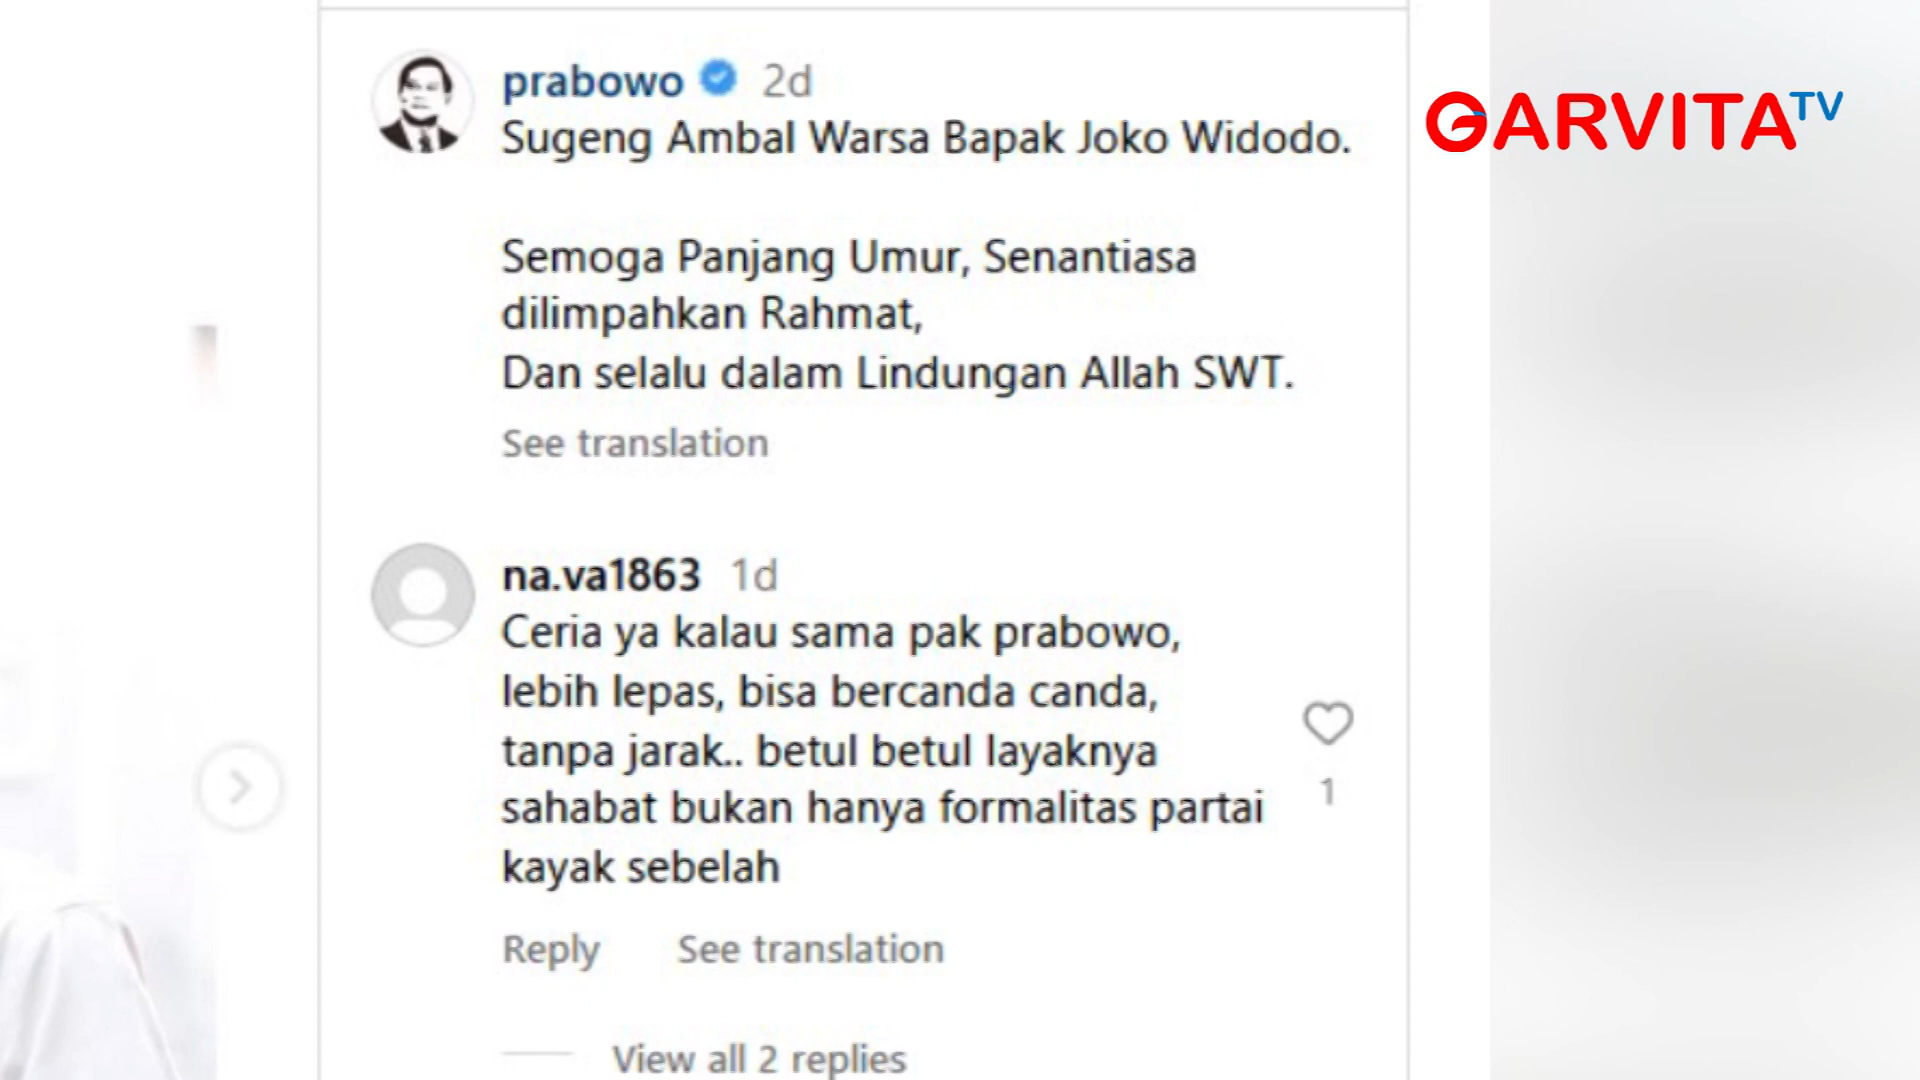 prabowo 2d
Sugeng Ambal Warsa Bapak Joko Widodo.
Semoga Panjang Umur, Senantiasa
dilimpahkan Rahmat,
Dan selalu dalam Lindungan Allah SWT.
See translation
na.va1863 1d
Ceria ya kalau sama pak prabowo,
lebih lepas, bisa bercanda canda,
tanpa jarak.. betul betul layaknya
sahabat bukan hanya formalitas partai
kayak sebelah
1
Reply See translation
View all 2 replies
GARVITA TV